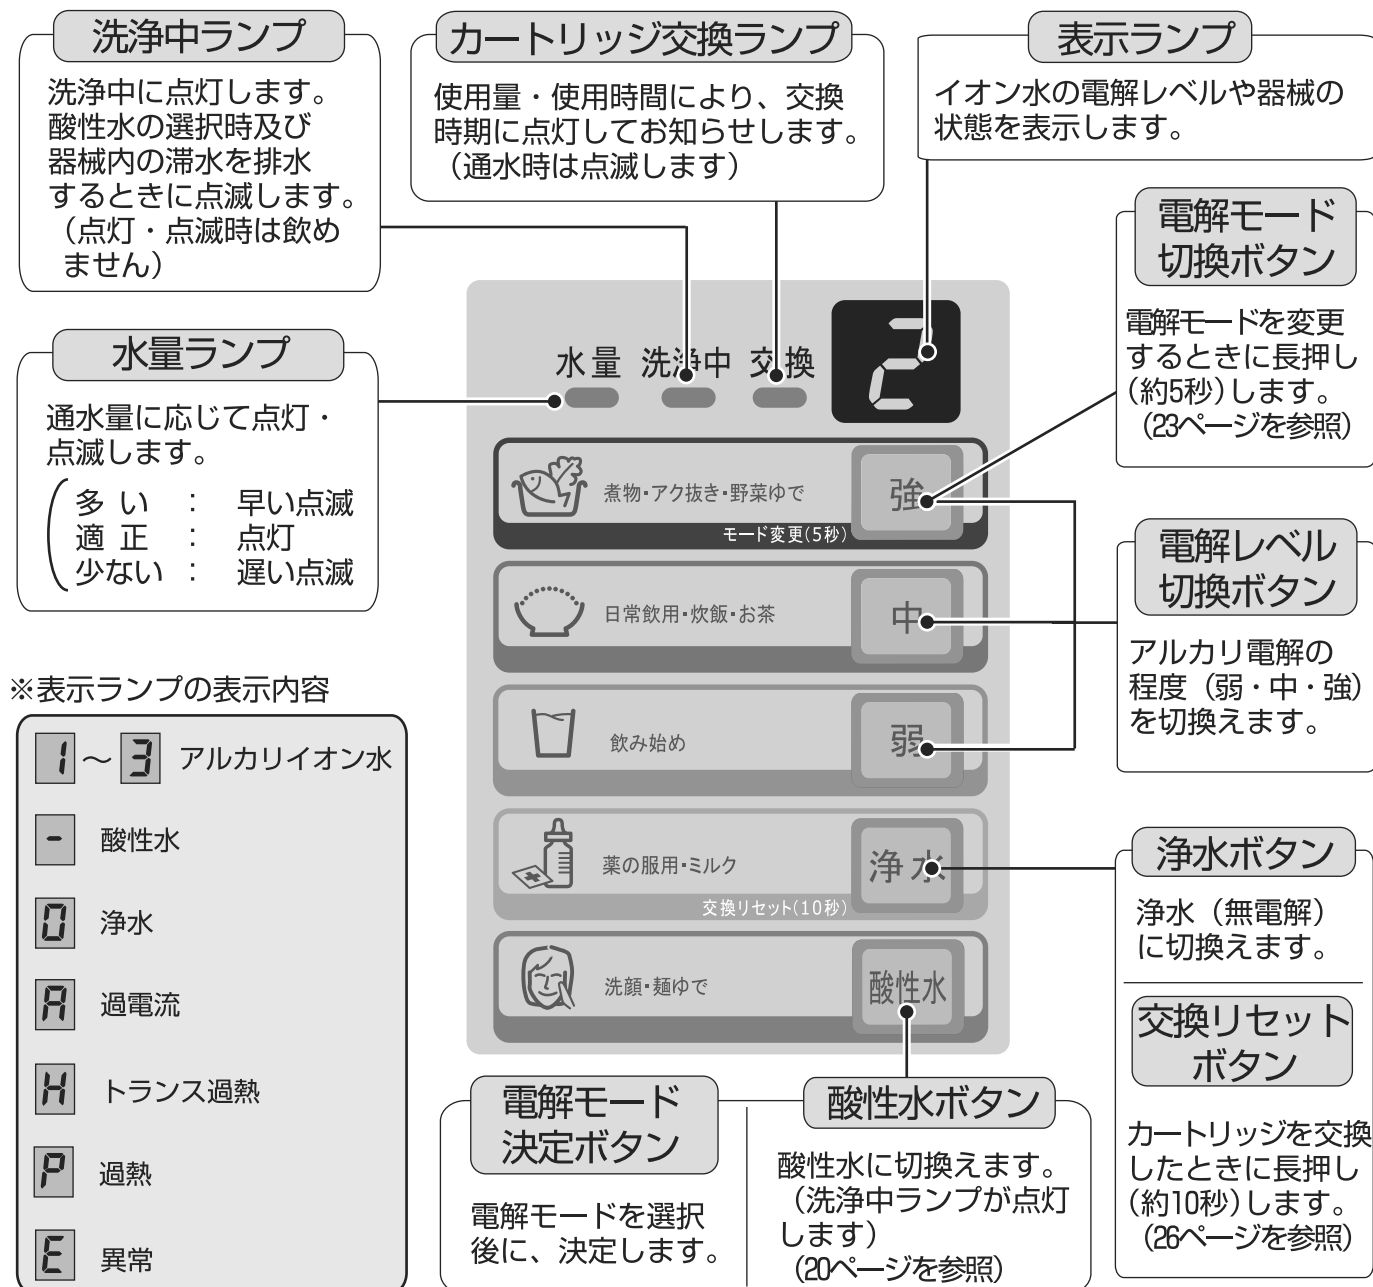 洗浄中ランプ
洗浄中に点灯します。
酸性水の選択時及び
器械内の滞水を排水
するときに点滅します。
（点灯・点滅時は飲め
ません）
カートリッジ交換ランプ
使用量・使用時間により、交換
時期に点灯してお知らせします。
（通水時は点滅します）
表示ランプ
イオン水の電解レベルや器械の
状態を表示します。
水量ランプ
通水量に応じて点灯・
点滅します。
多い ： 早い点滅
適正 ： 点灯
少ない ： 遅い点滅
電解モード
切換ボタン
電解モードを変更
するときに長押し
(約5秒)します。
(23ページを参照)
電解レベル
切換ボタン
アルカリ電解の
程度（弱・中・強）
を切換えます。
水量 洗浄中 交換
2
煮物・アク抜き・野菜ゆで
強
モード変更(5秒)
日常飲用・炊飯・お茶
中
飲み始め
弱
薬の服用・ミルク
浄水
交換リセット(10秒)
洗顔・麺ゆで
酸性水
※表示ランプの表示内容
1～3 アルカリイオン水
- 酸性水
0 浄水
A 過電流
H トランス過熱
P 過熱
E 異常
電解モード
決定ボタン
電解モードを選択
後に、決定します。
酸性水ボタン
酸性水に切換えます。
（洗浄中ランプが点灯
します）
(20ページを参照)
浄水ボタン
浄水（無電解）
に切換えます。
交換リセット
ボタン
カートリッジを交換
したときに長押し
(約10秒)します。
(26ページを参照)